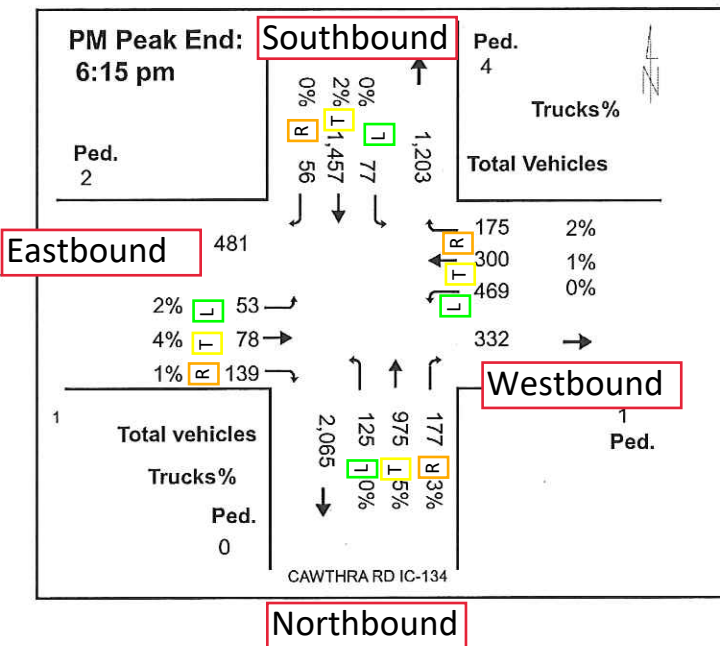 PM Peak End:
6:15 pm
Southbound
Ped.
4
N
Trucks%
Total Vehicles
Ped.
2
0% 2% 0%
R T L
56 1,457 77 1,203
Eastbound 481
R 175 2%
T 300 1%
L 469 0%
332
2% L 53
4% T 78
1% R 139
Westbound
1
Ped.
1
Total vehicles
Trucks%
Ped.
0
2,065 125 975 177
L T R
0% 5% 3%
CAWTHRA RD IC-134
Northbound